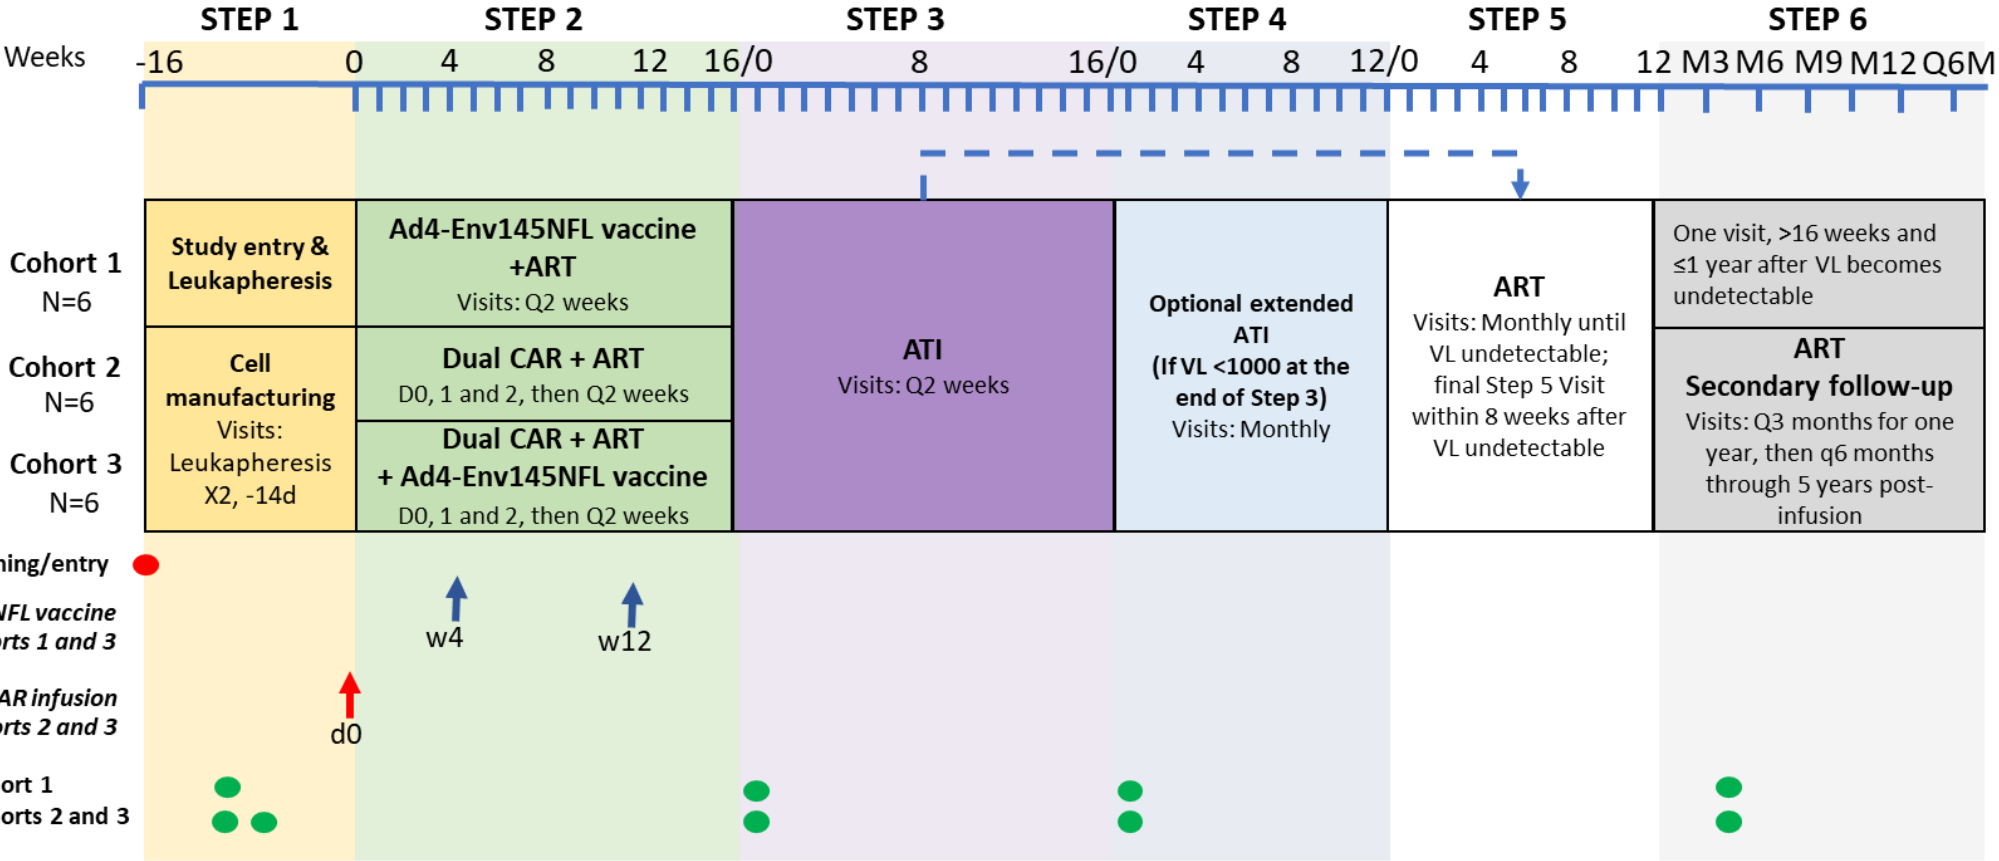 STEP 1 STEP 2 STEP 3 STEP 4 STEP 5 STEP 6
Weeks -16 0 4 8 12 16/0 8 16/0 4 8 12/0 4 8 12 M3 M6 M9 M12 Q6M
Cohort 1
N=6
Cohort 2
N=6
Cohort 3
N=6
Study entry &
Leukapheresis
Cell
manufacturing
Visits:
Leukapheresis
X2, -14d
Ad4-Env145NFL vaccine
+ART
Visits: Q2 weeks
Dual CAR + ART
D0, 1 and 2, then Q2 weeks
Dual CAR + ART
+ Ad4-Env145NFL vaccine
D0, 1 and 2, then Q2 weeks
ATI
Visits: Q2 weeks
Optional extended
ATI
(If VL <1000 at the
end of Step 3)
Visits: Monthly
ART
Visits: Monthly until
VL undetectable;
final Step 5 Visit
within 8 weeks after
VL undetectable
One visit, >16 weeks and
≤1 year after VL becomes
undetectable
ART
Secondary follow-up
Visits: Q3 months for one
year, then q6 months
through 5 years post-
infusion
ning/entry
NFL vaccine
orts 1 and 3
w4 w12
AR infusion
orts 2 and 3
d0
ort 1
orts 2 and 3